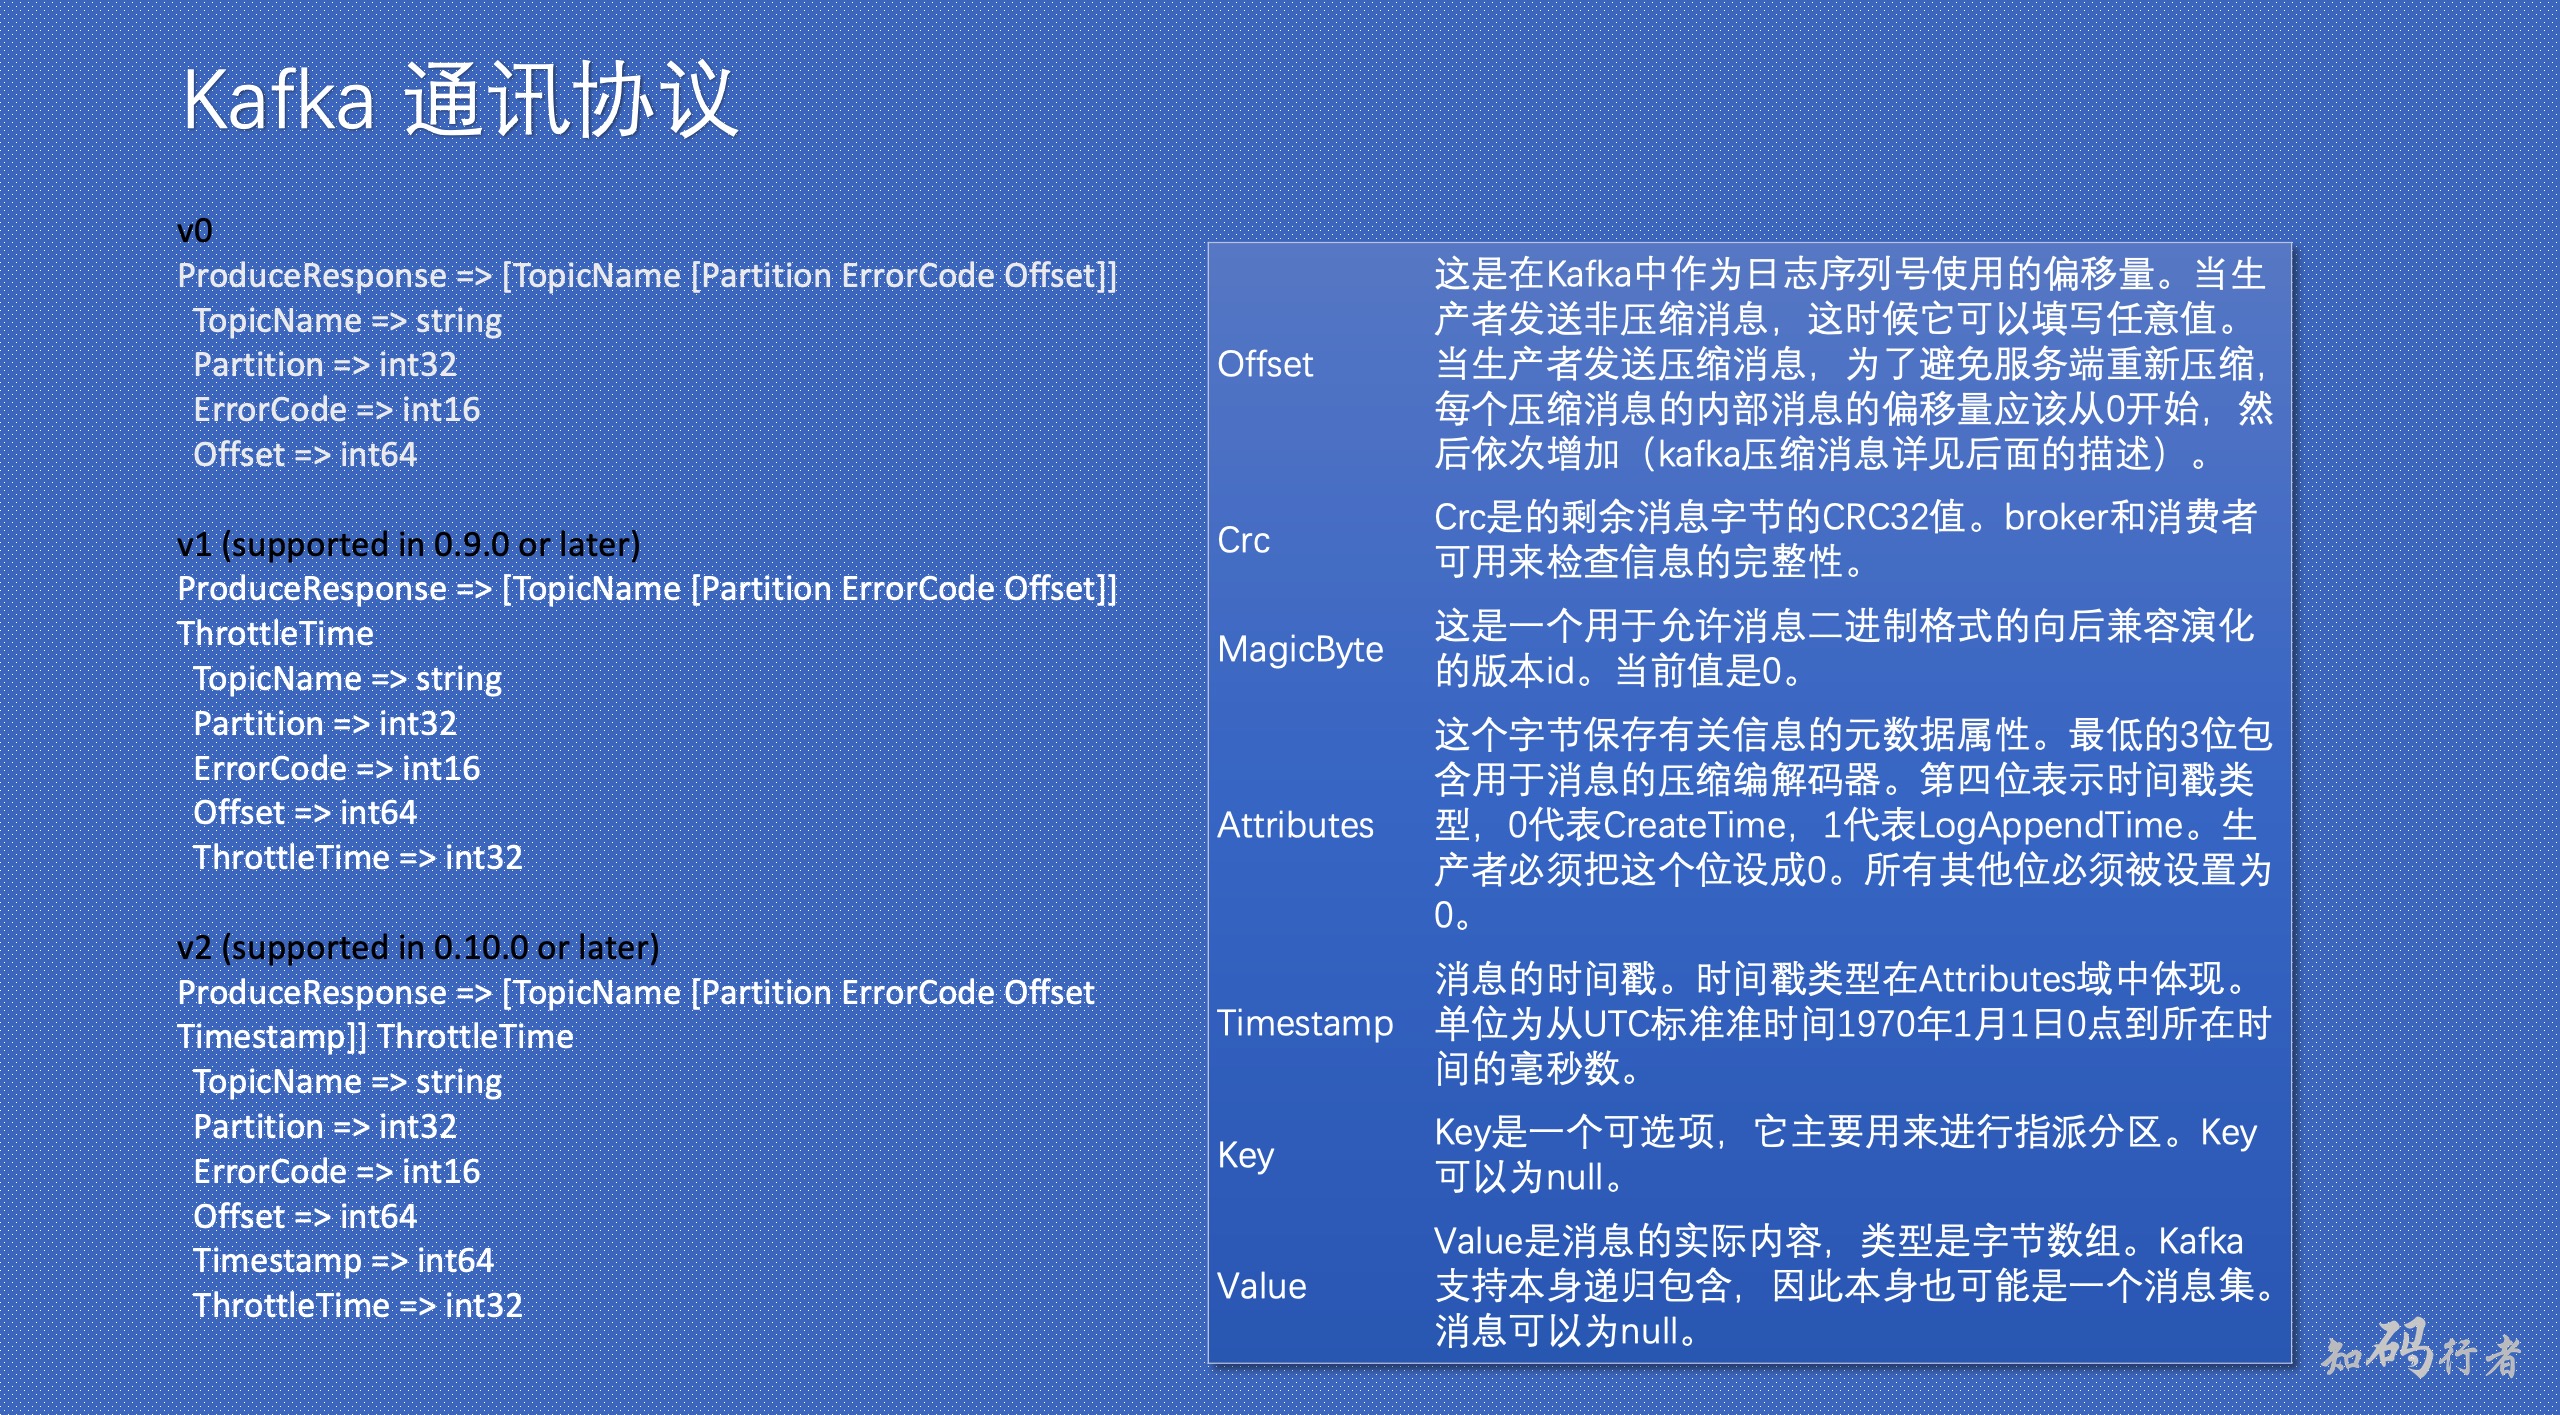 Kafka 通讯协议
v0
ProduceResponse => [TopicName [Partition ErrorCode Offset]]
TopicName => string
Partition => int32
ErrorCode => int16
Offset => int64
v1 (supported in 0.9.0 or later)
ProduceResponse => [TopicName [Partition ErrorCode Offset]]
ThrottleTime
TopicName => string
Partition => int32
ErrorCode => int16
Offset => int64
ThrottleTime => int32
v2 (supported in 0.10.0 or later)
ProduceResponse => [TopicName [Partition ErrorCode Offset
Timestamp]] ThrottleTime
TopicName => string
Partition => int32
ErrorCode => int16
Offset => int64
Timestamp => int64
ThrottleTime => int32
Offset
这是在Kafka中作为日志序列号使用的偏移量。当生
产者发送非压缩消息，这时候它可以填写任意值。
当生产者发送压缩消息，为了避免服务端重新压缩，
每个压缩消息的内部消息的偏移量应该从0开始，然
后依次增加（kafka压缩消息详见后面的描述）。
Crc
Crc是的剩余消息字节的CRC32值。broker和消费者
可用来检查信息的完整性。
MagicByte
这是一个用于允许消息二进制格式的向后兼容演化
的版本id。当前值是0。
Attributes
这个字节保存有关信息的元数据属性。最低的3位包
含用于消息的压缩编解码器。第四位表示时间戳类
型，0代表CreateTime，1代表LogAppendTime。生
产者必须把这个位设成0。所有其他位必须被设置为
0。
Timestamp
消息的时间戳。时间戳类型在Attributes域中体现。
单位为从UTC标准准时间1970年1月1日0点到所在时
间的毫秒数。
Key
Key是一个可选项，它主要用来进行指派分区。Key
可以为null。
Value
Value是消息的实际内容，类型是字节数组。Kafka
支持本身递归包含，因此本身也可能是一个消息集。
消息可以为null。
知码行者